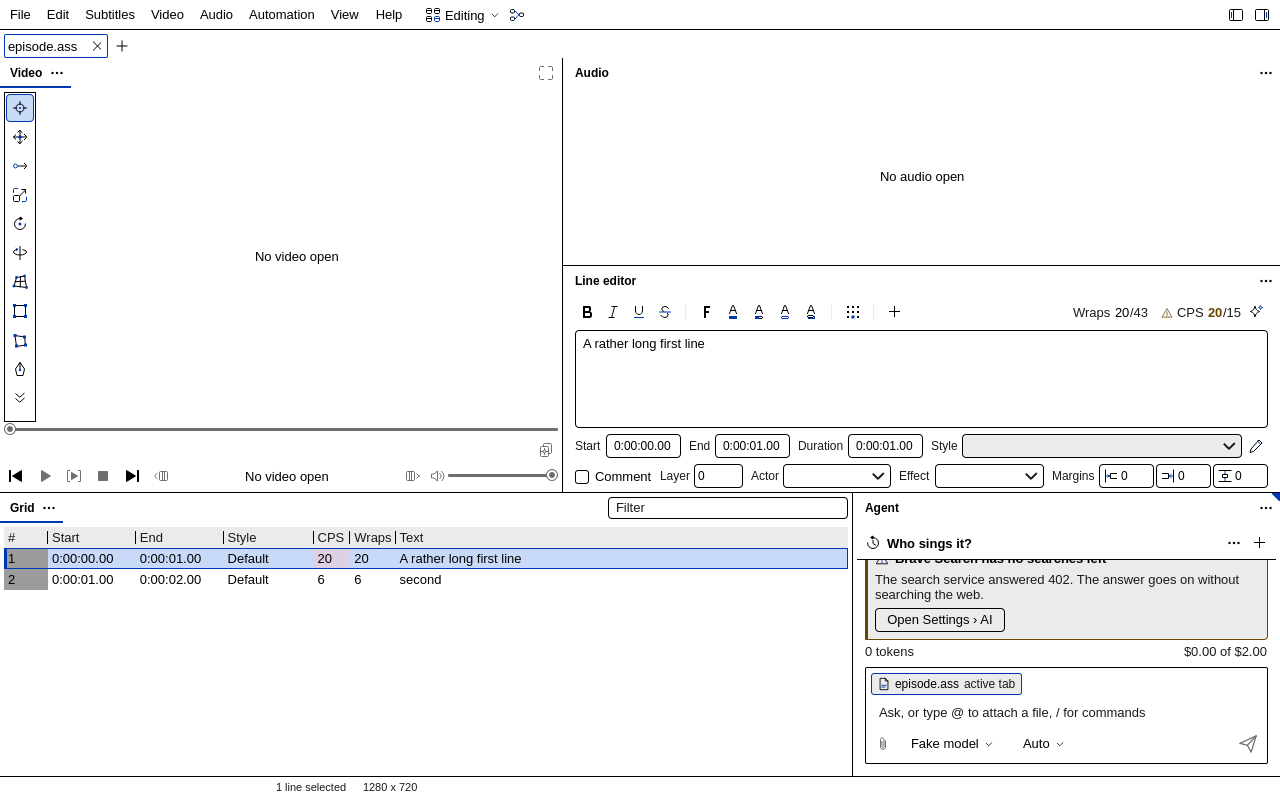 File Edit Subtitles Video Audio Automation View Help Editing
episode.ass
Video
Audio
No video open
No audio open
Line editor
B I U S F A A A A Wraps 20/43 CPS 20/15
A rather long first line
Start 0:00:00.00 End 0:00:01.00 Duration 0:00:01.00 Style
Comment Layer 0 Actor Effect Margins 0 0 0
No video open
Grid Filter
# Start End Style CPS Wraps Text
1 0:00:00.00 0:00:01.00 Default 20 20 A rather long first line
2 0:00:01.00 0:00:02.00 Default 6 6 second
Agent
Who sings it?
Brave Search has no searches left
The search service answered 402. The answer goes on without
searching the web.
Open Settings › AI
0 tokens $0.00 of $2.00
episode.ass active tab
Ask, or type @ to attach a file, / for commands
Fake model Auto
1 line selected 1280 x 720